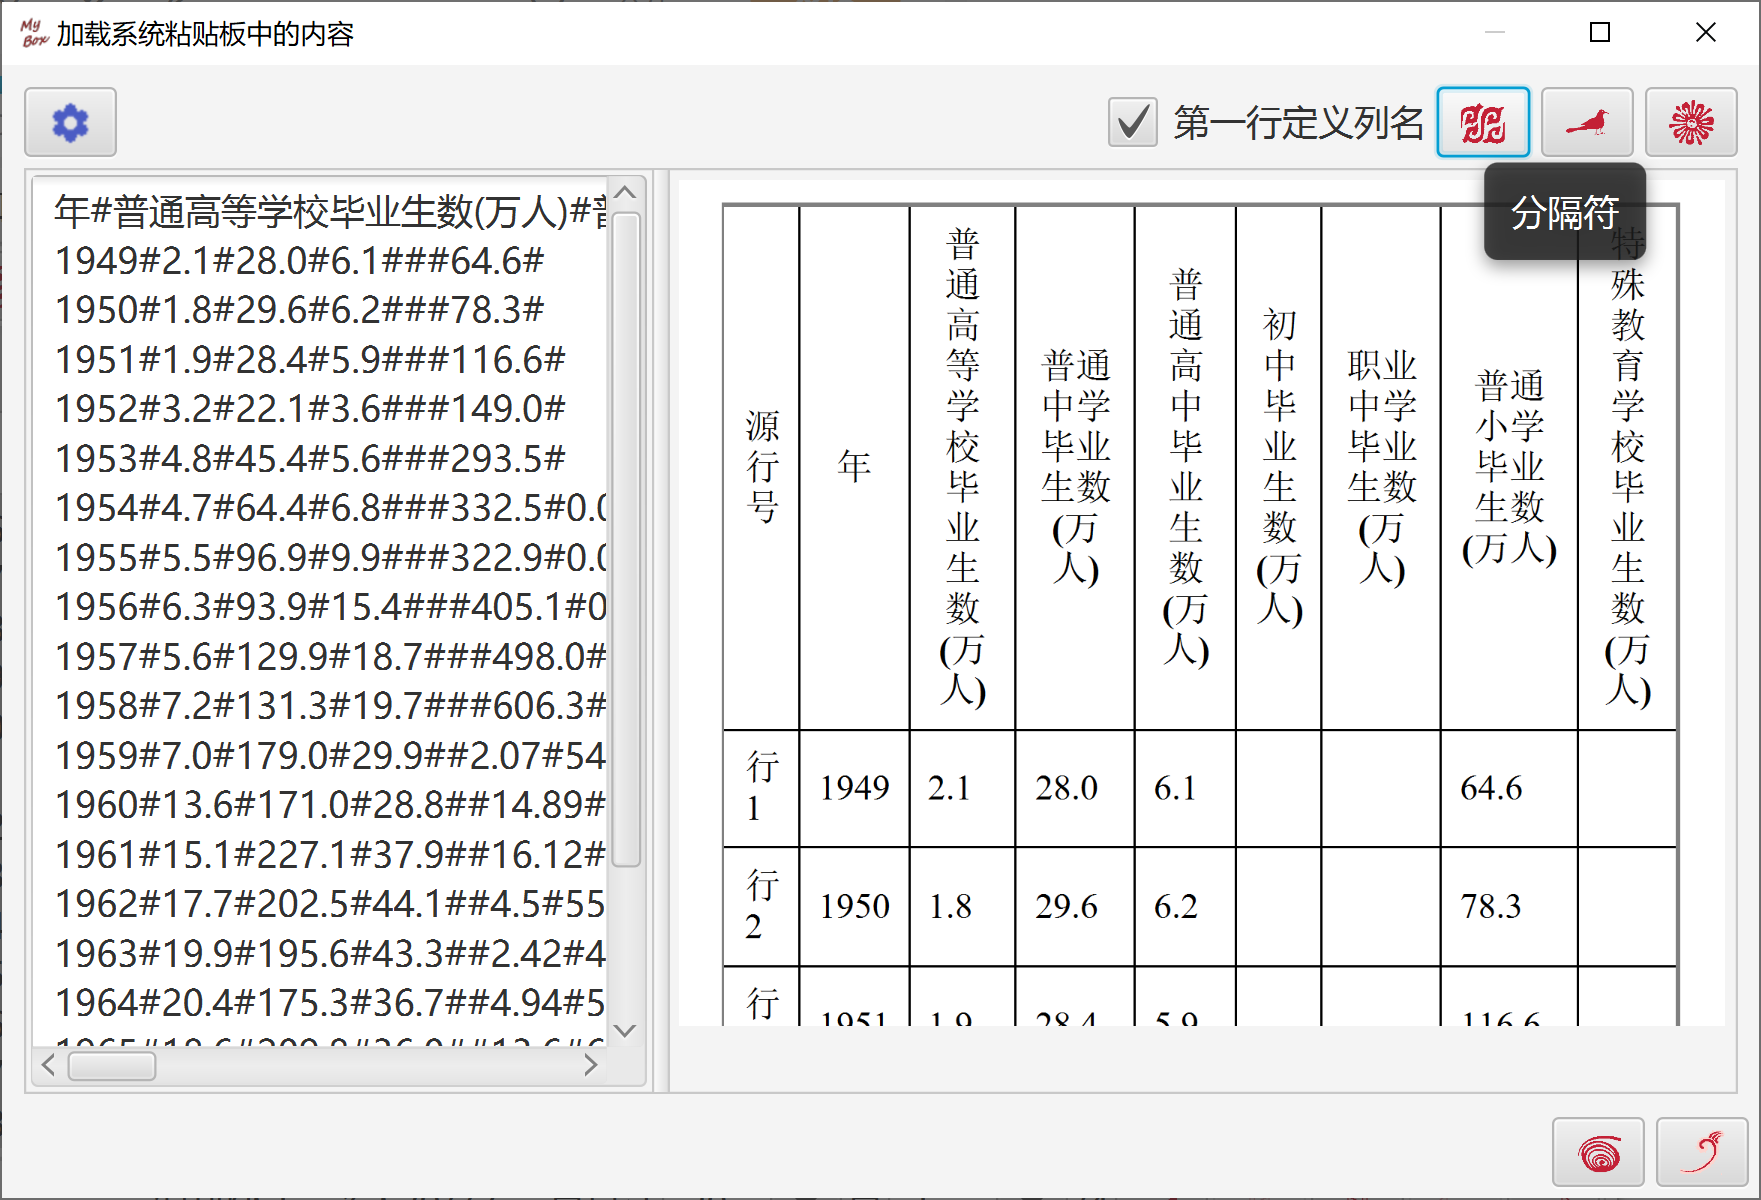 My Box 加载系统粘贴板中的内容
第一行定义列名
分隔符
年#普通高等学校毕业生数(万人)#
1949#2.1#28.0#6.1###64.6#
1950#1.8#29.6#6.2###78.3#
1951#1.9#28.4#5.9###116.6#
1952#3.2#22.1#3.6###149.0#
1953#4.8#45.4#5.6###293.5#
1954#4.7#64.4#6.8###332.5#0.0
1955#5.5#96.9#9.9###322.9#0.0
1956#6.3#93.9#15.4###405.1#0
1957#5.6#129.9#18.7###498.0#
1958#7.2#131.3#19.7###606.3#
1959#7.0#179.0#29.9##2.07#54
1960#13.6#171.0#28.8##14.89#
1961#15.1#227.1#37.9##16.12#
1962#17.7#202.5#44.1##4.5#55
1963#19.9#195.6#43.3##2.42#4
1964#20.4#175.3#36.7##4.94#5
源行号 年 普通高等学校毕业生数(万人) 普通中学毕业生数(万人) 普通高中毕业生数(万人) 初中毕业生数(万人) 职业中学毕业生数(万人) 普通小学毕业生数(万人) 特殊教育学校毕业生数(万人)
行1 1949 2.1 28.0 6.1 64.6
行2 1950 1.8 29.6 6.2 78.3
行 1951 1.9 28.4 5.9 116.6